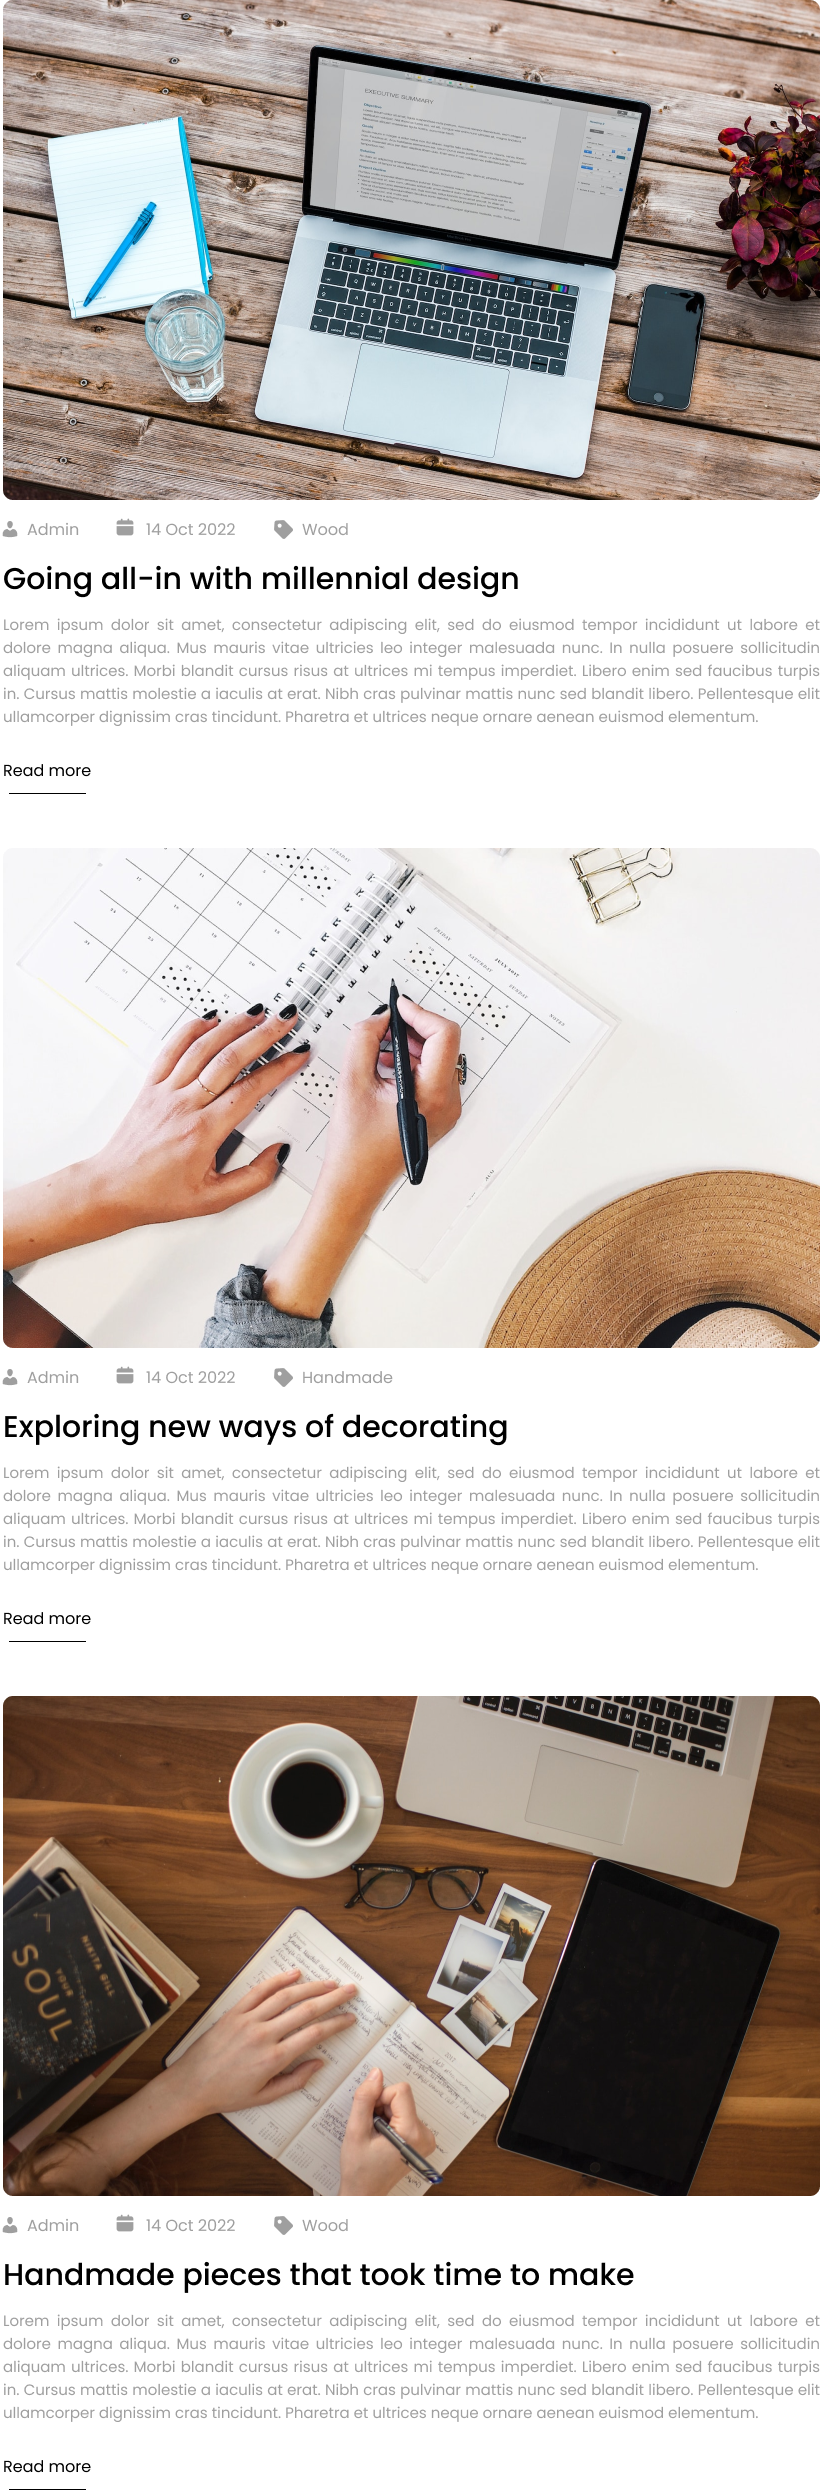 EXECUTIVE SUMMARY
Admin 14 Oct 2022 Wood
Going all-in with millennial design
Lorem ipsum dolor sit amet, consectetur adipiscing elit, sed do eiusmod tempor incididunt ut labore et
dolore magna aliqua. Mus mauris vitae ultricies leo integer malesuada nunc. In nulla posuere sollicitudin
aliquam ultrices. Morbi blandit cursus risus at ultrices mi tempus imperdiet. Libero enim sed faucibus turpis
in. Cursus mattis molestie a iaculis at erat. Nibh cras pulvinar mattis nunc sed blandit libero. Pellentesque elit
ullamcorper dignissim cras tincidunt. Pharetra et ultrices neque ornare aenean euismod elementum.
Read more
JULY 2017
FRIDAY
SATURDAY
SUNDAY
NOTES
Admin 14 Oct 2022 Handmade
Exploring new ways of decorating
Lorem ipsum dolor sit amet, consectetur adipiscing elit, sed do eiusmod tempor incididunt ut labore et
dolore magna aliqua. Mus mauris vitae ultricies leo integer malesuada nunc. In nulla posuere sollicitudin
aliquam ultrices. Morbi blandit cursus risus at ultrices mi tempus imperdiet. Libero enim sed faucibus turpis
in. Cursus mattis molestie a iaculis at erat. Nibh cras pulvinar mattis nunc sed blandit libero. Pellentesque elit
ullamcorper dignissim cras tincidunt. Pharetra et ultrices neque ornare aenean euismod elementum.
Read more
NIKITA GILL
YOUR
SOUL
FEBRUARY
Admin 14 Oct 2022 Wood
Handmade pieces that took time to make
Lorem ipsum dolor sit amet, consectetur adipiscing elit, sed do eiusmod tempor incididunt ut labore et
dolore magna aliqua. Mus mauris vitae ultricies leo integer malesuada nunc. In nulla posuere sollicitudin
aliquam ultrices. Morbi blandit cursus risus at ultrices mi tempus imperdiet. Libero enim sed faucibus turpis
in. Cursus mattis molestie a iaculis at erat. Nibh cras pulvinar mattis nunc sed blandit libero. Pellentesque elit
ullamcorper dignissim cras tincidunt. Pharetra et ultrices neque ornare aenean euismod elementum.
Read more